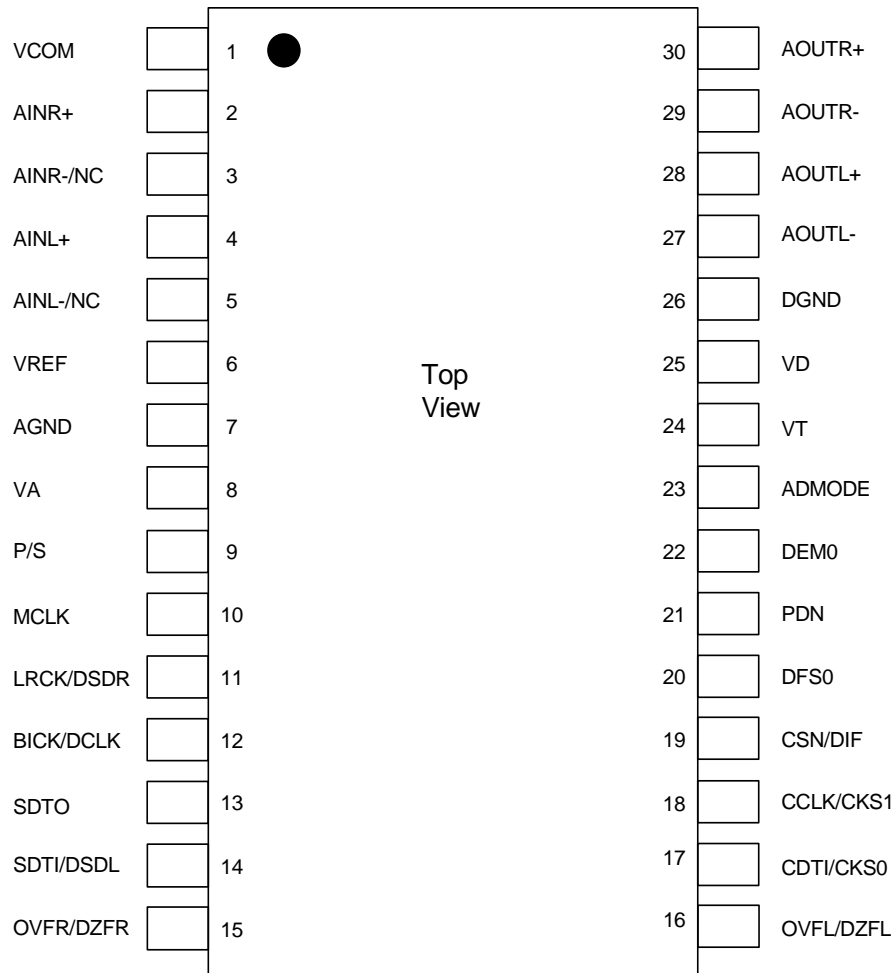 VCOM 1 30 AOUTR+
AINR+ 2 29 AOUTR-
AINR-/NC 3 28 AOUTL+
AINL+ 4 27 AOUTL-
AINL-/NC 5 26 DGND
VREF 6 25 VD
Top
View
AGND 7 24 VT
VA 8 23 ADMODE
P/S 9 22 DEM0
MCLK 10 21 PDN
LRCK/DSDR 11 20 DFS0
BICK/DCLK 12 19 CSN/DIF
SDTO 13 18 CCLK/CKS1
SDTI/DSDL 14 17 CDTI/CKS0
OVFR/DZFR 15 16 OVFL/DZFL